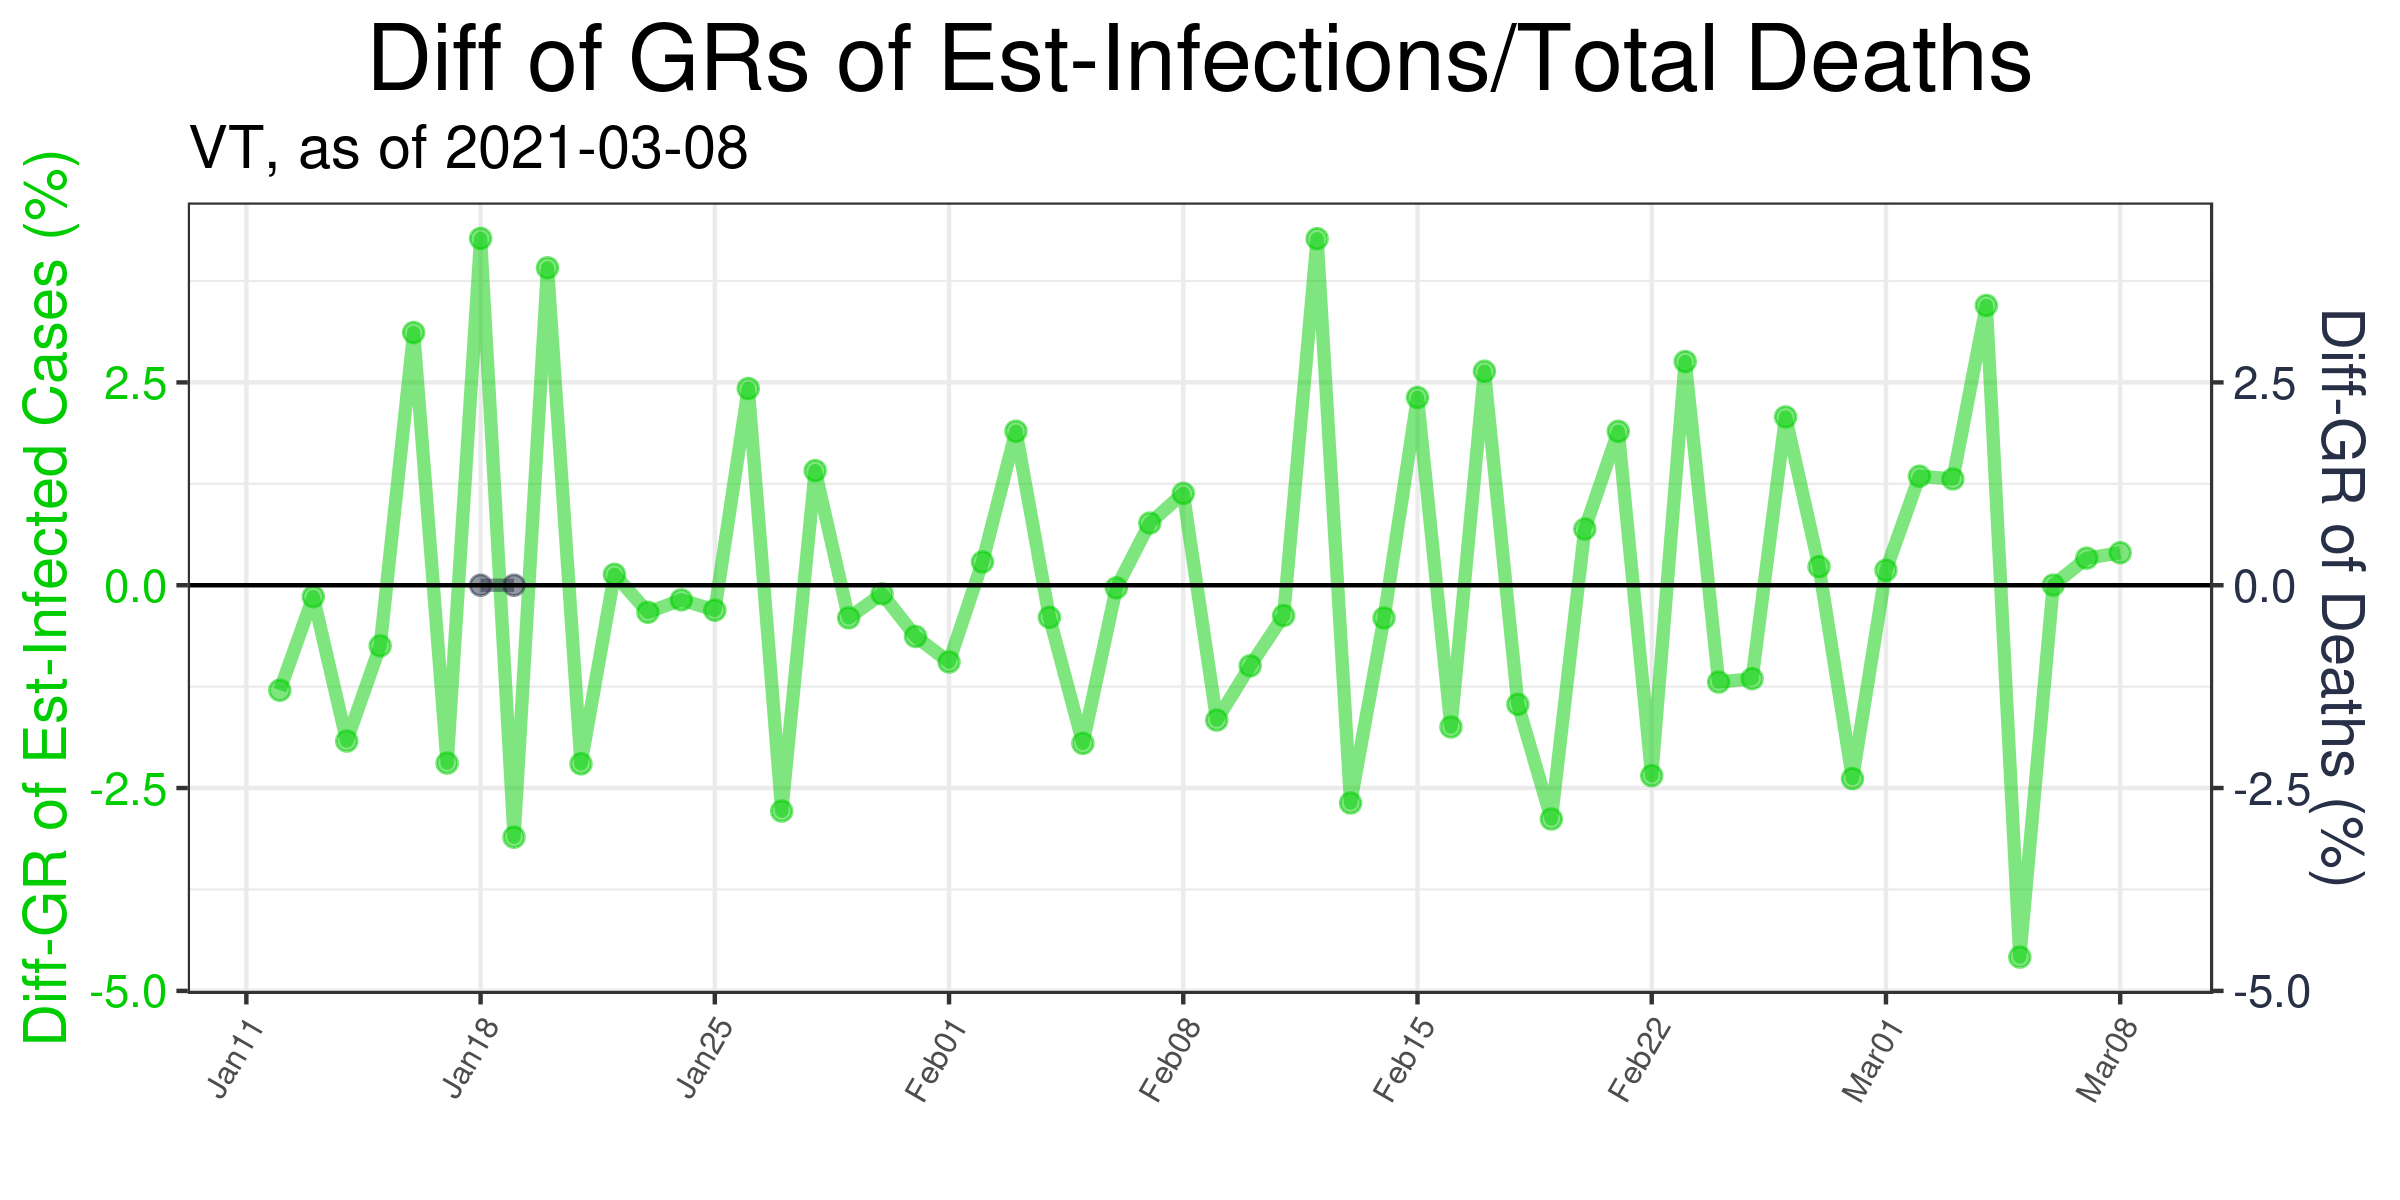 Diff of GRs of Est-Infections/Total Deaths
VT, as of 2021-03-08
Diff-GR of Est-Infected Cases (%)
2.5
0.0
-2.5
-5.0
2.5
0.0
-2.5
-5.0
Diff-GR of Deaths (%)
Jan11
Jan18
Jan25
Feb01
Feb08
Feb15
Feb22
Mar01
Mar08